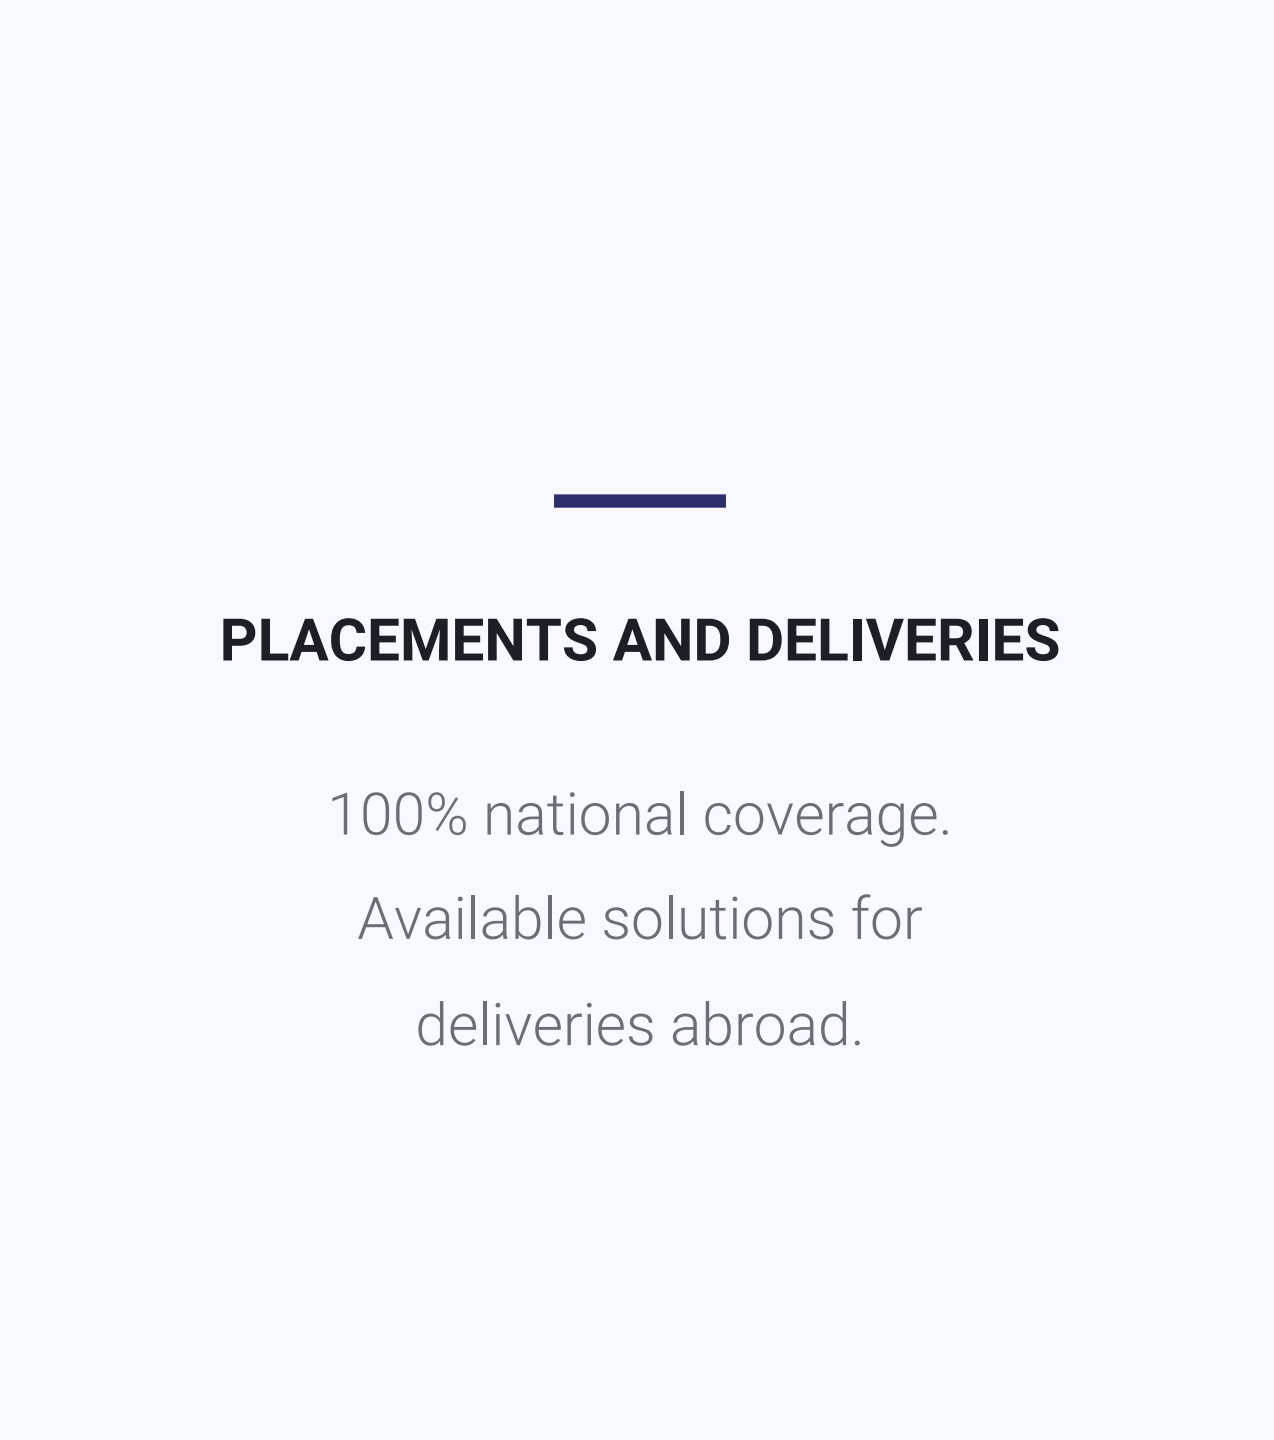 PLACEMENTS AND DELIVERIES
100% national coverage.
Available solutions for
deliveries abroad.